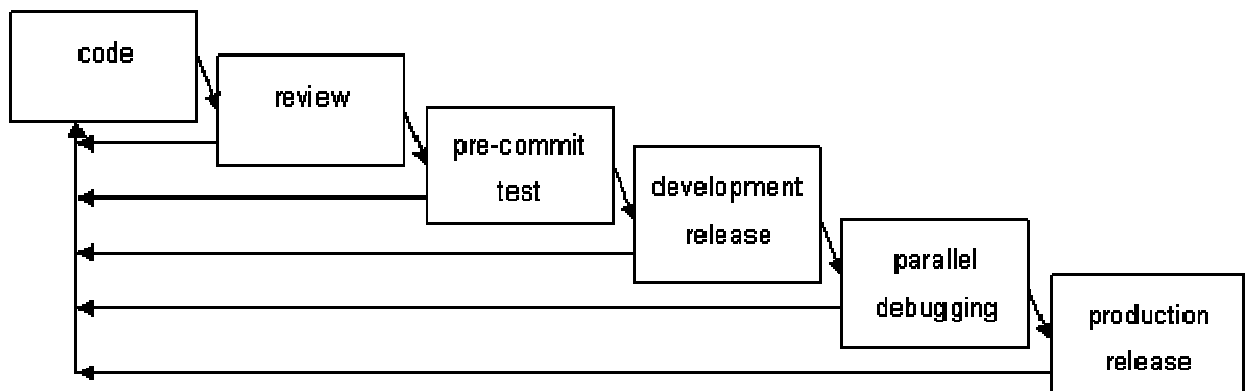 code
review
pre-commit
test
development
release
parallel
debugging
production
release